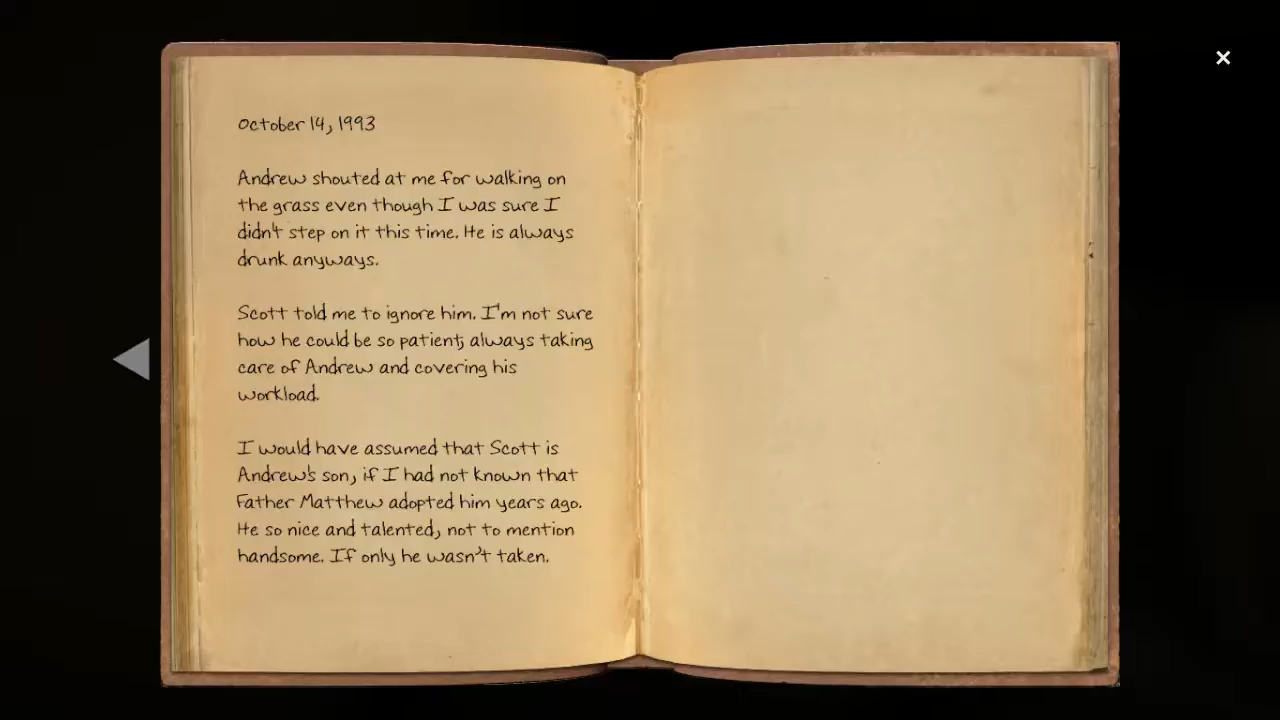 October 14, 1993
Andrew shouted at me for walking on
the grass even though I was sure I
didn't step on it this time. He is always
drunk anyways.
Scott told me to ignore him. I'm not sure
how he could be so patient; always taking
care of Andrew and covering his
workload.
I would have assumed that Scott is
Andrew's son, if I had not known that
Father Matthew adopted him years ago.
He so nice and talented, not to mention
handsome. If only he wasn't taken.